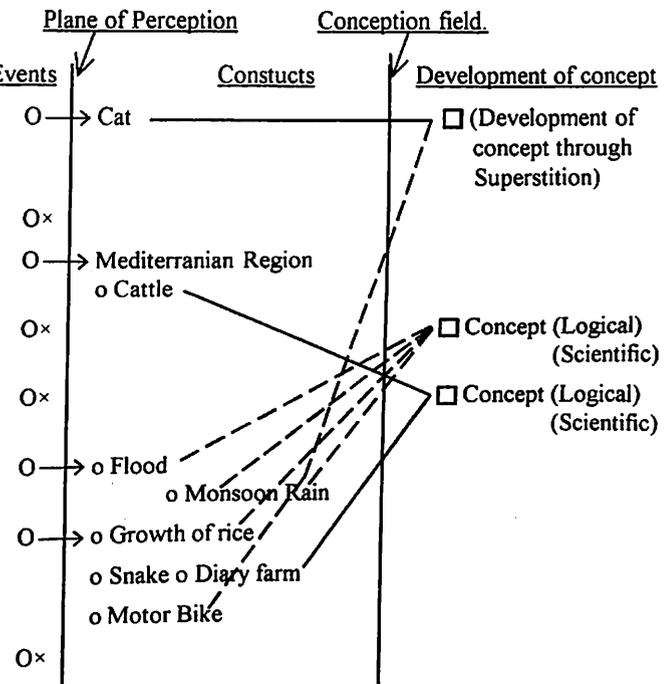 Plane of Perception Conception field.
Events Constucts Development of concept
O Cat (Development of
concept through
Superstition)
O×
O Mediterranian Region
o Cattle
O× Concept (Logical)
(Scientific)
O× Concept (Logical)
(Scientific)
O o Flood
o Monsoon Rain
O o Growth of rice
o Snake o Diary farm
o Motor Bike
O×